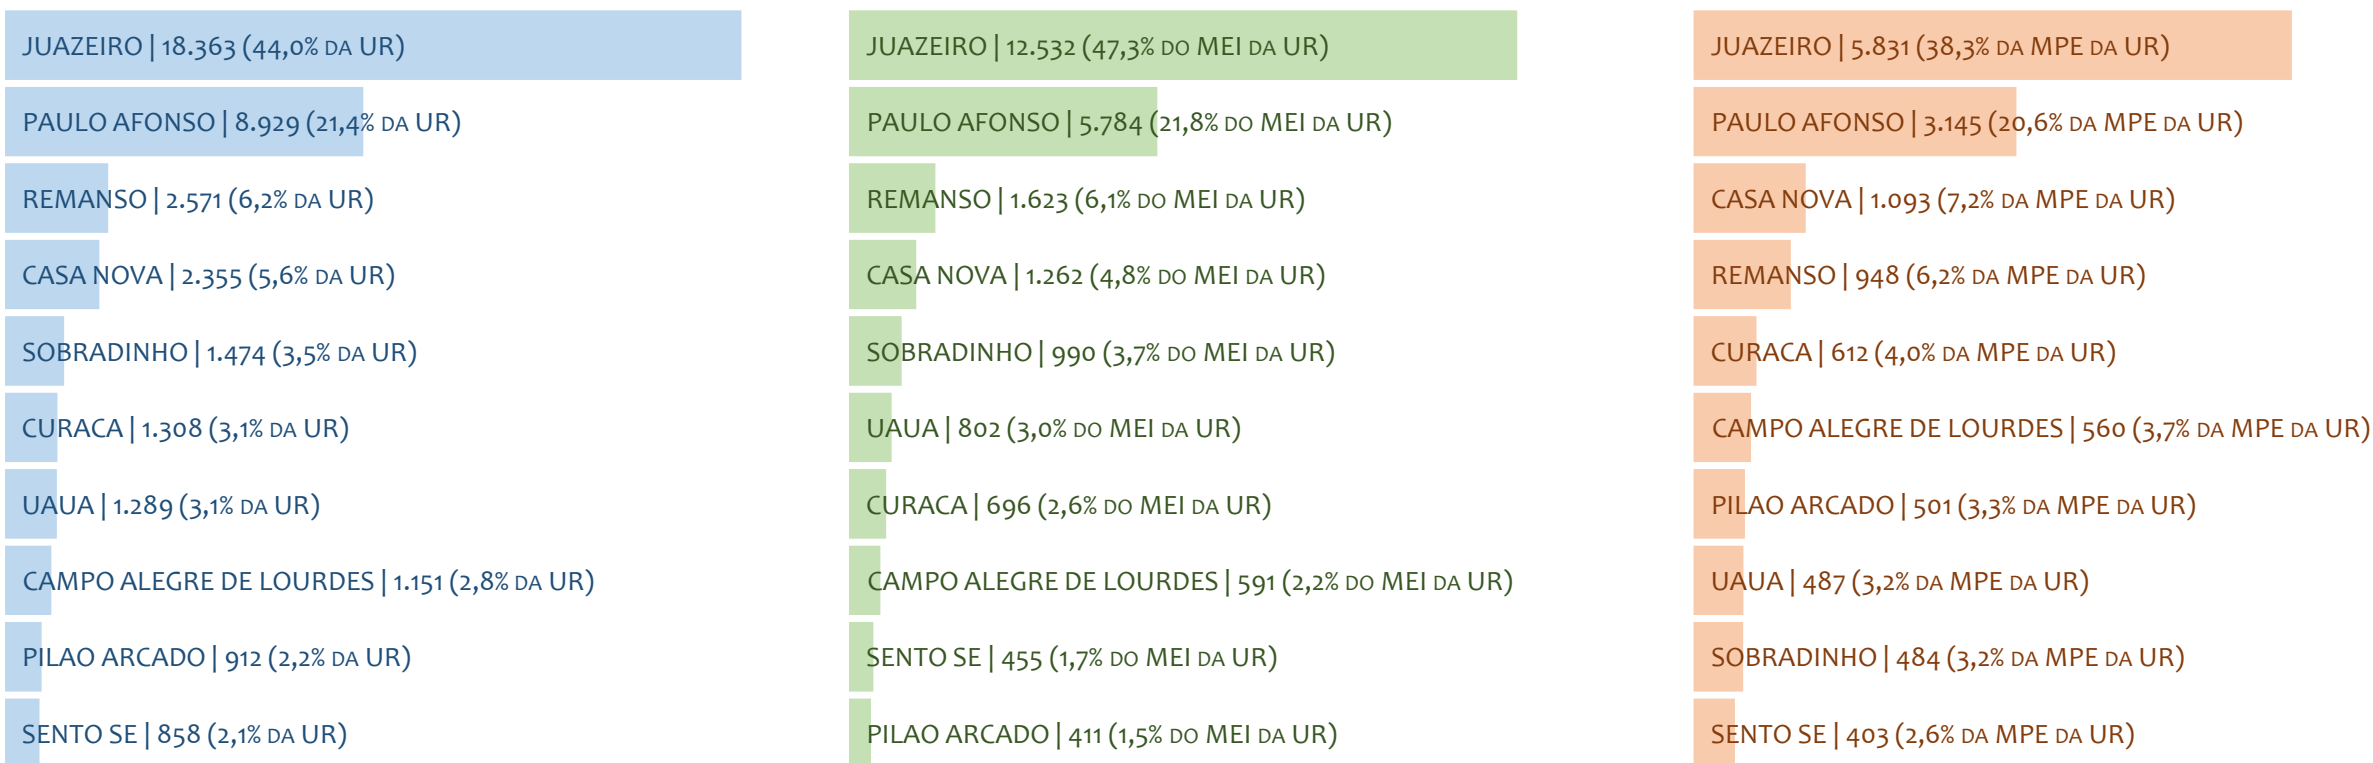 JUAZEIRO | 18.363 (44,0% DA UR)
PAULO AFONSO | 8.929 (21,4% DA UR)
REMANSO | 2.571 (6,2% DA UR)
CASA NOVA | 2.355 (5,6% DA UR)
SOBRADINHO | 1.474 (3,5% DA UR)
CURACA | 1.308 (3,1% DA UR)
UAUA | 1.289 (3,1% DA UR)
CAMPO ALEGRE DE LOURDES | 1.151 (2,8% DA UR)
PILAO ARCADO | 912 (2,2% DA UR)
SENTO SE | 858 (2,1% DA UR)
JUAZEIRO | 12.532 (47,3% DO MEI DA UR)
PAULO AFONSO | 5.784 (21,8% DO MEI DA UR)
REMANSO | 1.623 (6,1% DO MEI DA UR)
CASA NOVA | 1.262 (4,8% DO MEI DA UR)
SOBRADINHO | 990 (3,7% DO MEI DA UR)
UAUA | 802 (3,0% DO MEI DA UR)
CURACA | 696 (2,6% DO MEI DA UR)
CAMPO ALEGRE DE LOURDES | 591 (2,2% DO MEI DA UR)
SENTO SE | 455 (1,7% DO MEI DA UR)
PILAO ARCADO | 411 (1,5% DO MEI DA UR)
JUAZEIRO | 5.831 (38,3% DA MPE DA UR)
PAULO AFONSO | 3.145 (20,6% DA MPE DA UR)
CASA NOVA | 1.093 (7,2% DA MPE DA UR)
REMANSO | 948 (6,2% DA MPE DA UR)
CURACA | 612 (4,0% DA MPE DA UR)
CAMPO ALEGRE DE LOURDES | 560 (3,7% DA MPE DA UR)
PILAO ARCADO | 501 (3,3% DA MPE DA UR)
UAUA | 487 (3,2% DA MPE DA UR)
SOBRADINHO | 484 (3,2% DA MPE DA UR)
SENTO SE | 403 (2,6% DA MPE DA UR)